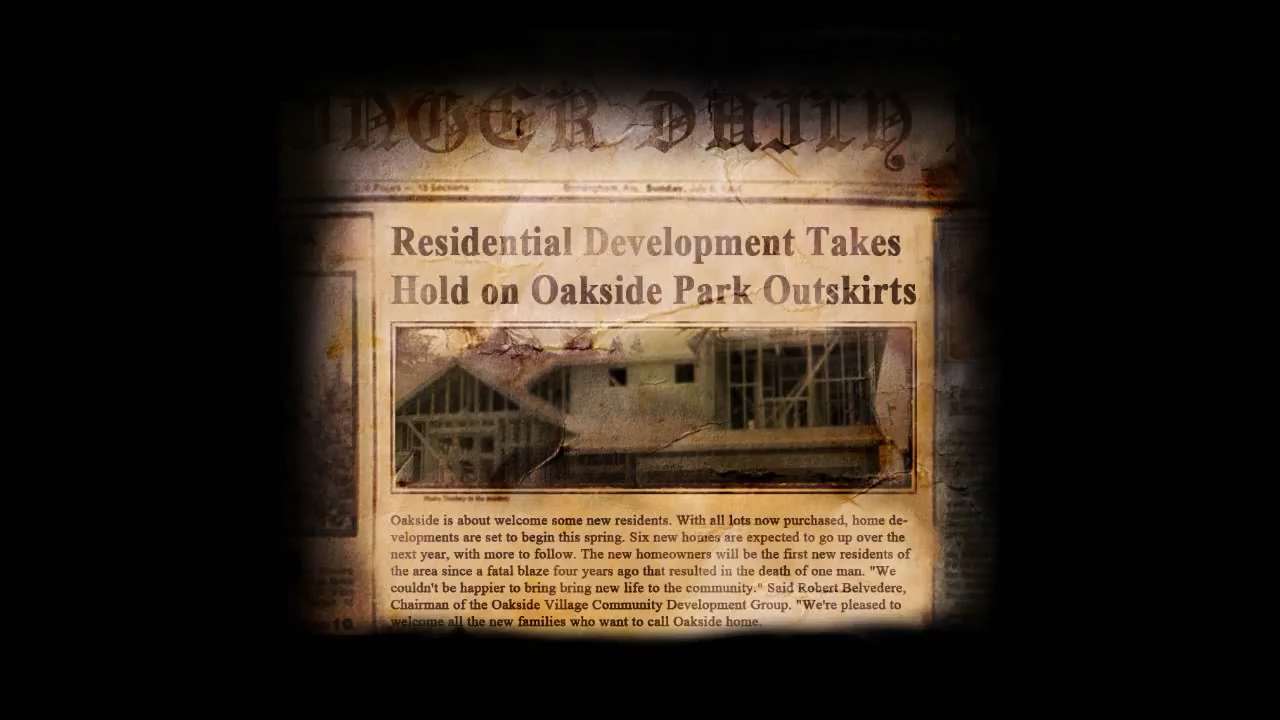 INGER DAILY
Residential Development Takes
Hold on Oakside Park Outskirts
Oakside is about welcome some new residents. With all lots now purchased, home de-
velopments are set to begin this spring. Six new homes are expected to go up over the
next year, with more to follow. The new homeowners will be the first new residents of
the area since a fatal blaze four years ago that resulted in the death of one man. "We
couldn't be happier to bring bring new life to the community." Said Robert Belvedere,
Chairman of the Oakside Village Community Development Group. "We're pleased to
welcome all the new families who want to call Oakside home.